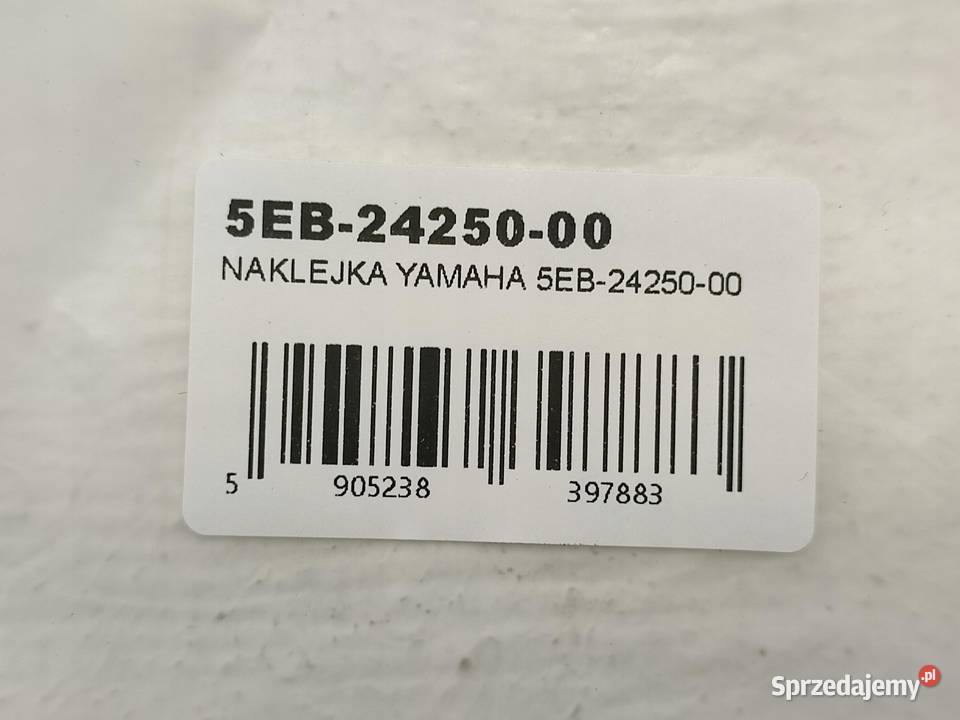 5EB-24250-00
NAKLEJKA YAMAHA 5EB-24250-00
5 905238 397883
Sprzedajemy.pl